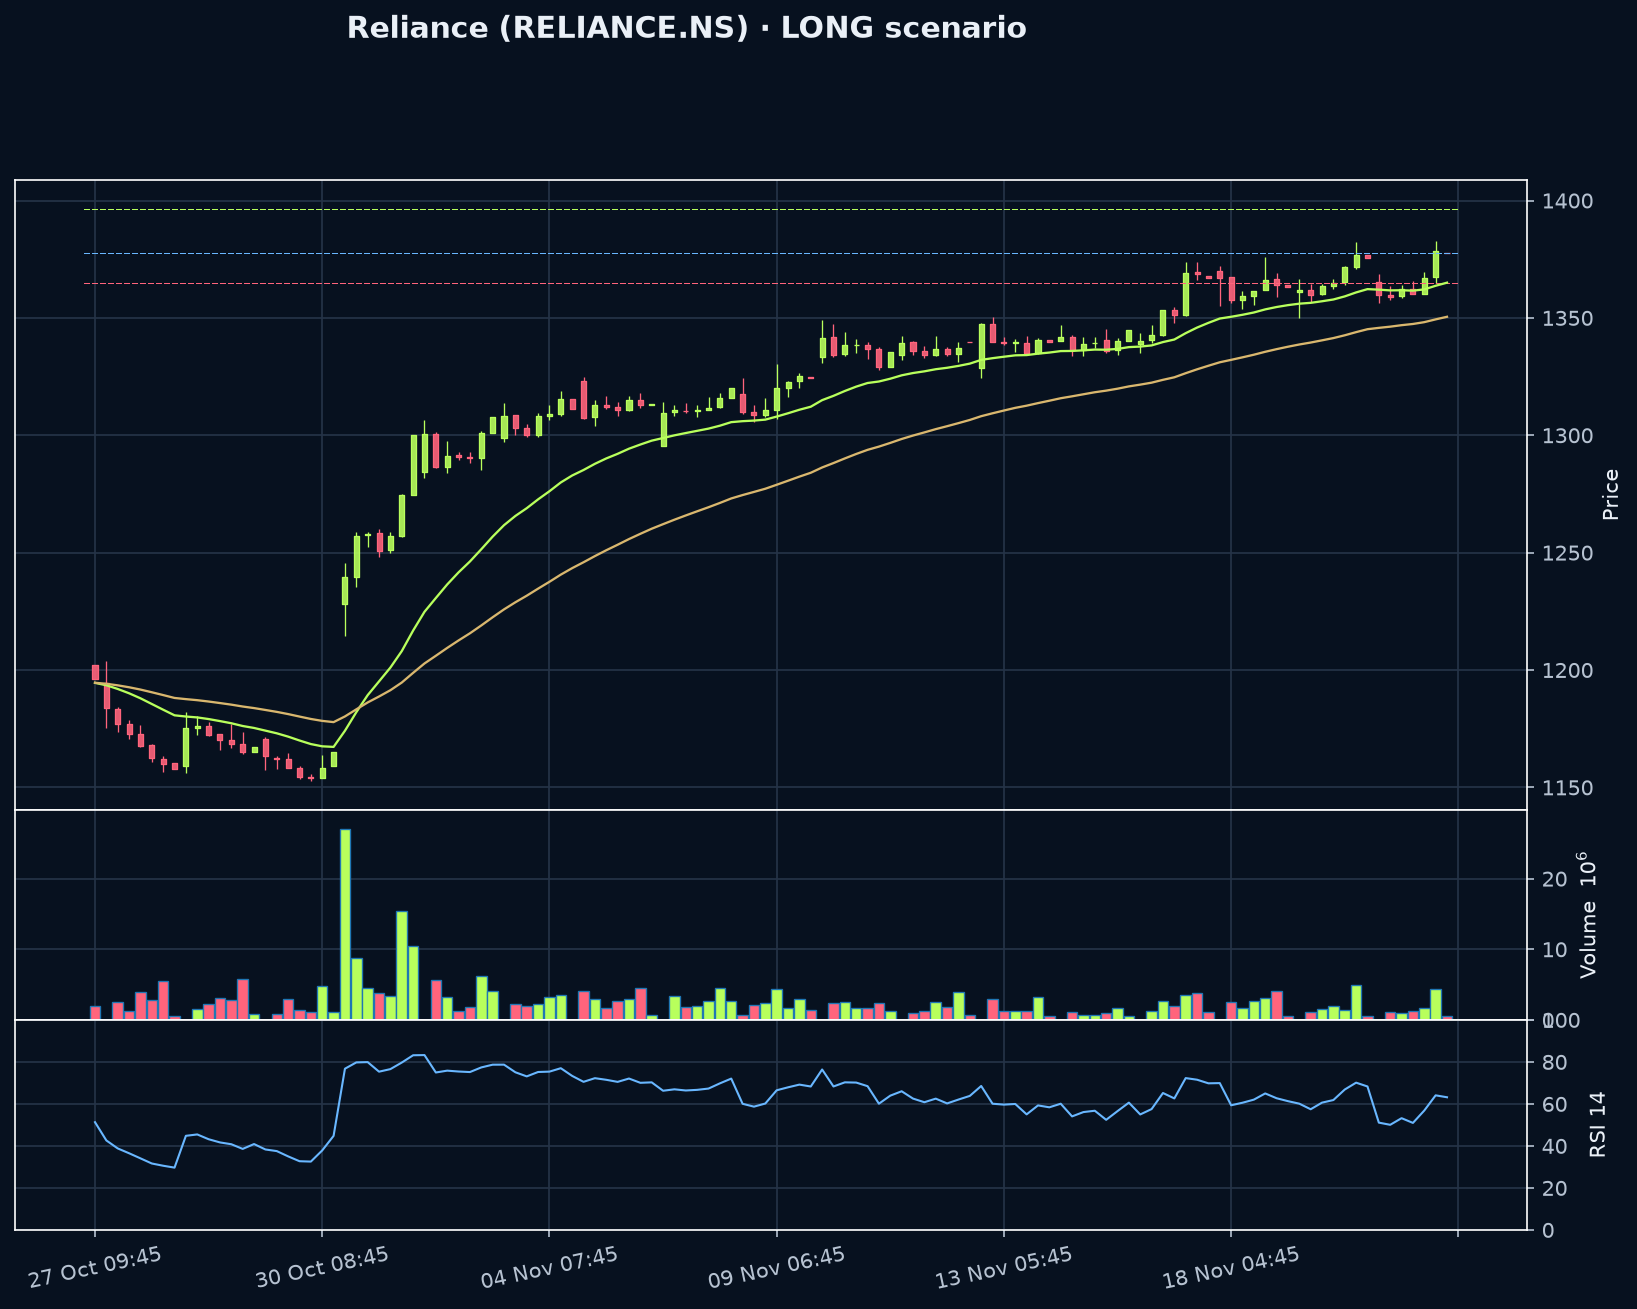 Reliance (RELIANCE.NS) · LONG scenario
1400
1350
1300
1250
1200
1150
Price
20
10
0
Volume 10⁶
100
80
60
40
20
0
RSI 14
27 Oct 09:45
30 Oct 08:45
04 Nov 07:45
09 Nov 06:45
13 Nov 05:45
18 Nov 04:45